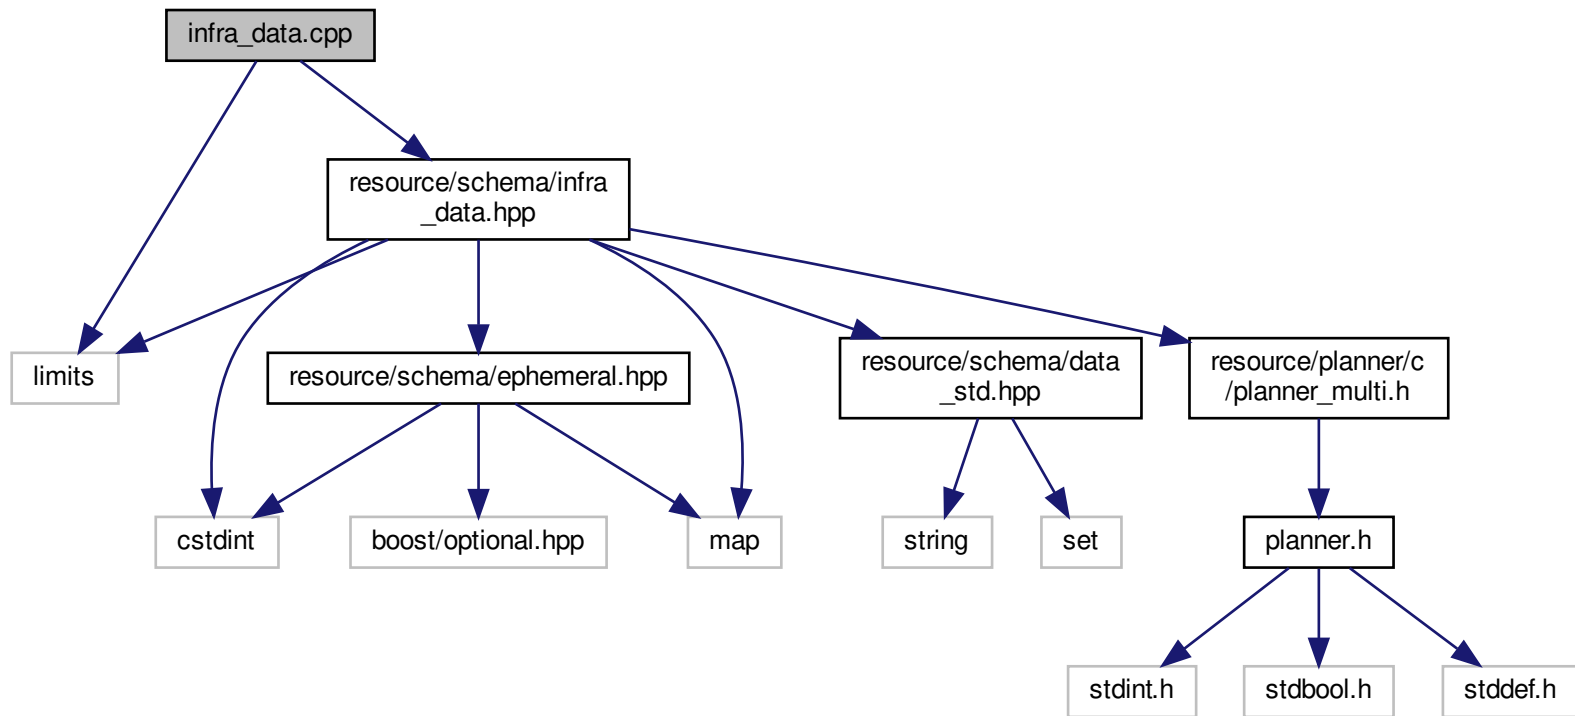 infra_data.cpp
resource/schema/infra
_data.hpp
limits
resource/schema/ephemeral.hpp
resource/schema/data
_std.hpp
resource/planner/c
/planner_multi.h
cstdint
boost/optional.hpp
map
string
set
planner.h
stdint.h
stdbool.h
stddef.h